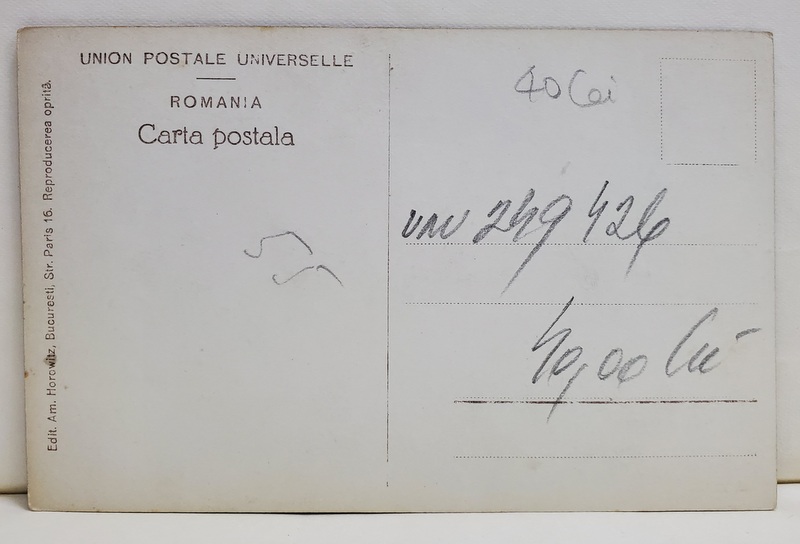 UNION POSTALE UNIVERSELLE
ROMANIA
Carta postala
Edit. Am. Horowitz, Bucuresti, Str. Paris 16. Reproducerea oprită.
40 Lei
249426
40,00 Lei